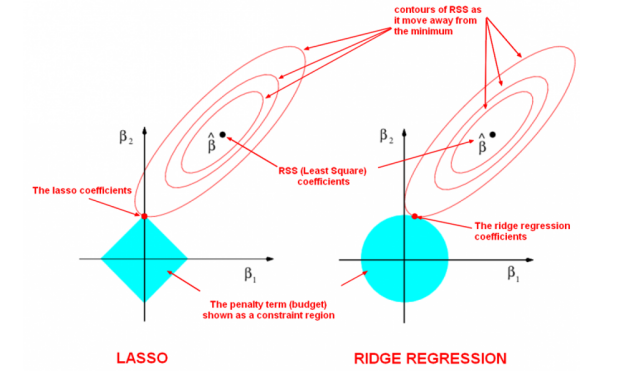 contours of RSS as
it move away from
the minimum
β₂
β̂
β₂
β̂
RSS (Least Square)
coefficients
The lasso coefficients
The ridge regression
coefficients
β₁
β₁
The penalty term (budget)
shown as a constraint region
LASSO
RIDGE REGRESSION